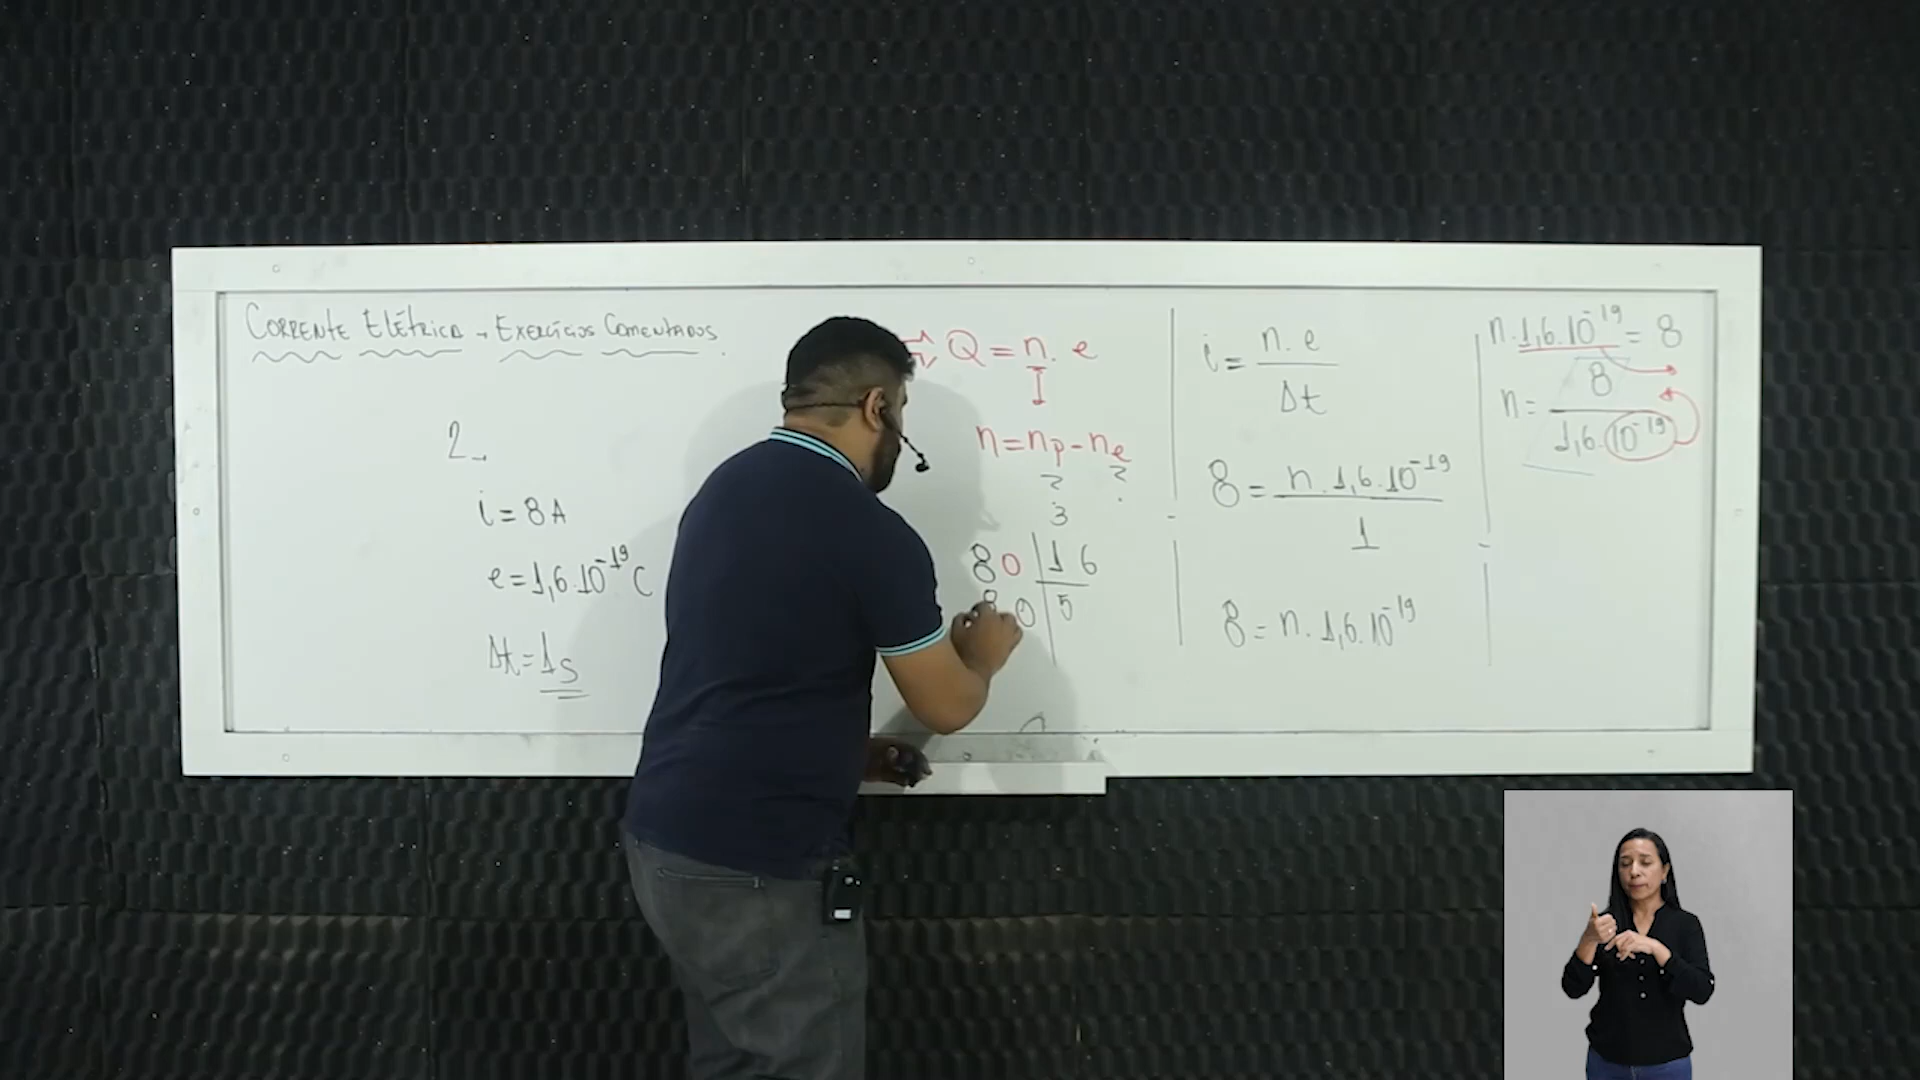 CORRENTE ELÉTRICA → EXERCÍCIOS COMENTADOS.
2.
i = 8A
e = 1,6.10⁻¹⁹ C
Δt = 1s
Q = n. e
n = np - ne
? ?
3
80 | 16
80 | 5
i = n. e / Δt
8 = n. 1,6. 10⁻¹⁹ / 1
8 = n. 1,6. 10⁻¹⁹
n. 1,6. 10⁻¹⁹ = 8
n = 8 / 1,6. 10⁻¹⁹